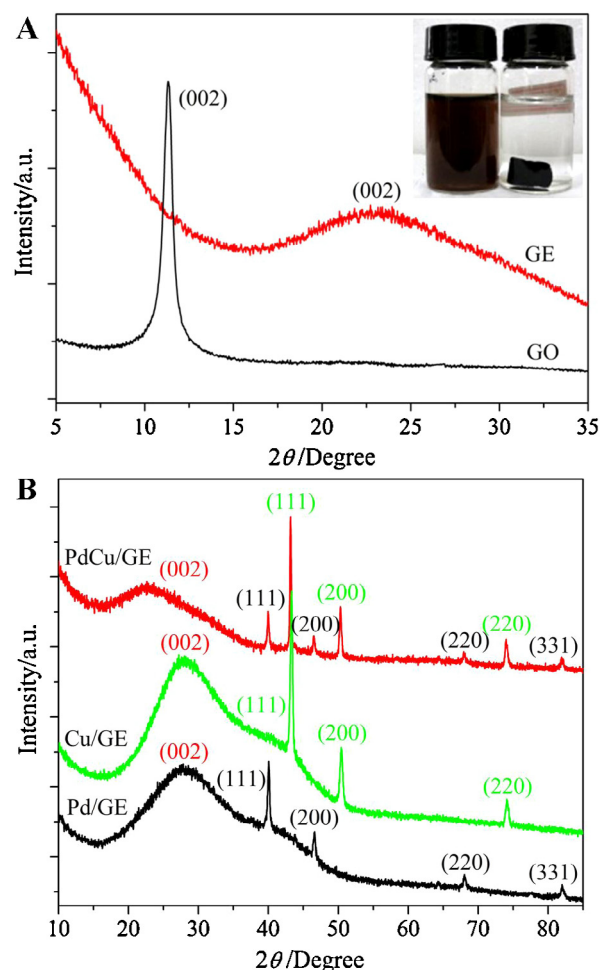 A
(002)
(002)
GE
GO
Intensity/a.u.
5 10 15 20 25 30 35
2θ/Degree
B
(111)
PdCu/GE
(002)
(111)
(200)
(200)
(220)
(220)
(331)
(002)
Cu/GE
(111)
(200)
(220)
(002)
Pd/GE
(111)
(200)
(220)
(331)
Intensity/a.u.
10 20 30 40 50 60 70 80
2θ/Degree